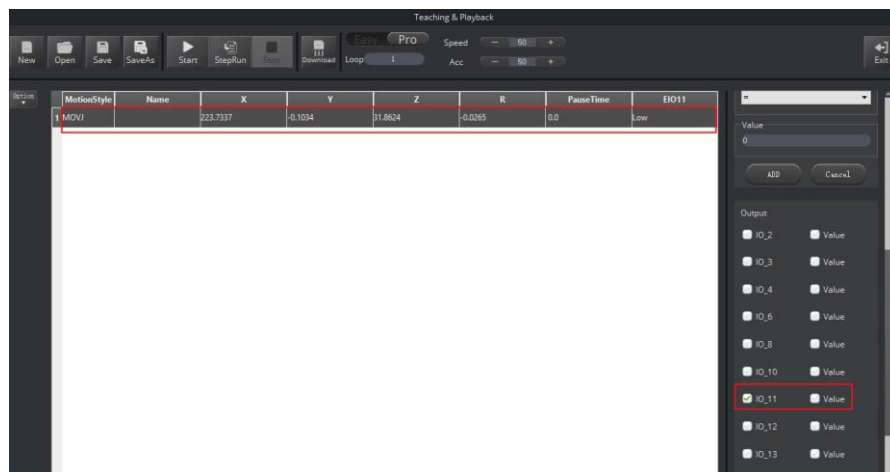 Teaching & Playback
New Open Save SaveAs Start StepRun Stop Download Loop 1 Easy Pro Speed 50 Acc 50 Exit
Option
MotionStyle Name X Y Z R PauseTime EIO11
1 MOVJ 223.7337 -0.1034 31.8624 -0.0265 0.0 Low
=
Value
0
ADD Cancel
Output
IO_2 Value
IO_3 Value
IO_4 Value
IO_6 Value
IO_8 Value
IO_10 Value
IO_11 Value
IO_12 Value
IO_13 Value